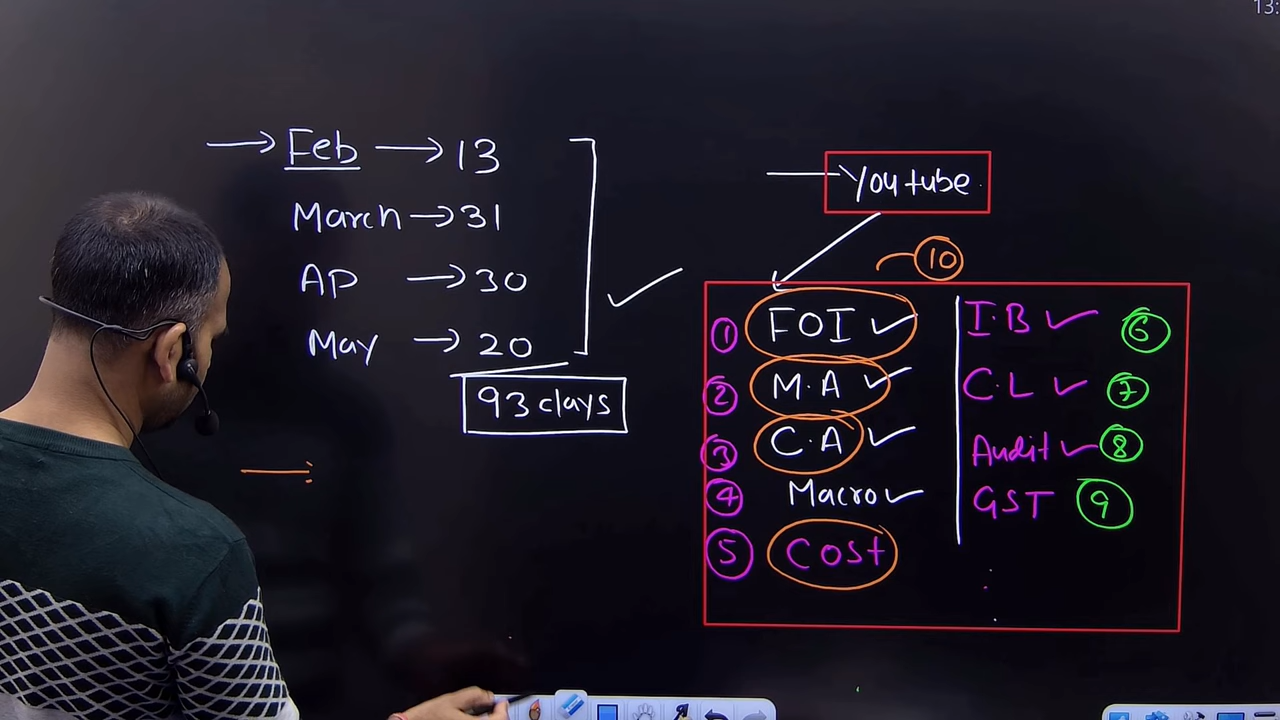 13:
→ Feb → 13
March → 31
AP → 30
May → 20
93 days
Youtube
10
① FOI ✓
② M.A ✓
③ C.A ✓
④ Macro ✓
⑤ Cost
I.B ✓ ⑥
C.L ✓ ⑦
Audit ✓ ⑧
GST ⑨